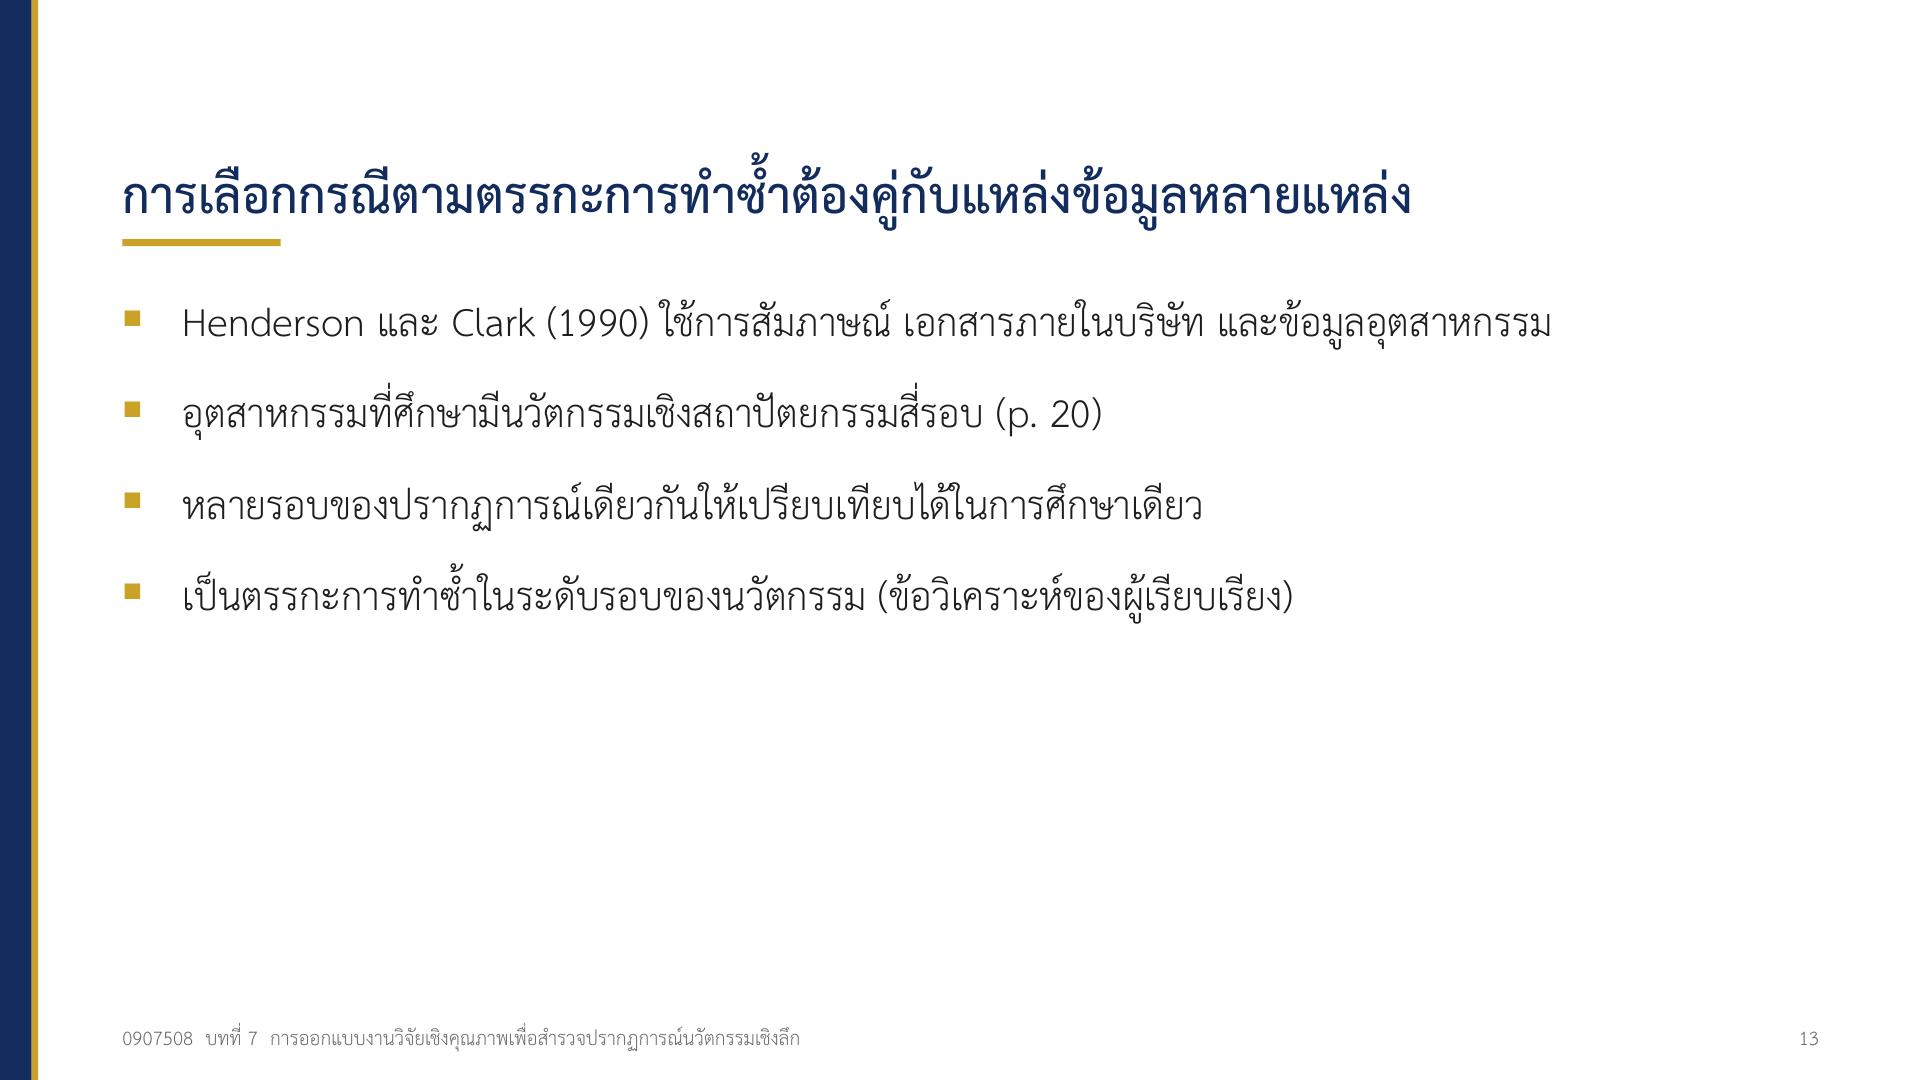 การเลือกกรณีตามตรรกะการทำซ้ำต้องคู่กับแหล่งข้อมูลหลายแหล่ง
Henderson และ Clark (1990) ใช้การสัมภาษณ์ เอกสารภายในบริษัท และข้อมูลอุตสาหกรรม
อุตสาหกรรมที่ศึกษามีนวัตกรรมเชิงสถาปัตยกรรมสี่รอบ (p. 20)
หลายรอบของปรากฏการณ์เดียวกันให้เปรียบเทียบได้ในการศึกษาเดียว
เป็นตรรกะการทำซ้ำในระดับรอบของนวัตกรรม (ข้อวิเคราะห์ของผู้เรียบเรียง)
0907508 บทที่ 7 การออกแบบงานวิจัยเชิงคุณภาพเพื่อสำรวจปรากฏการณ์นวัตกรรมเชิงลึก
13